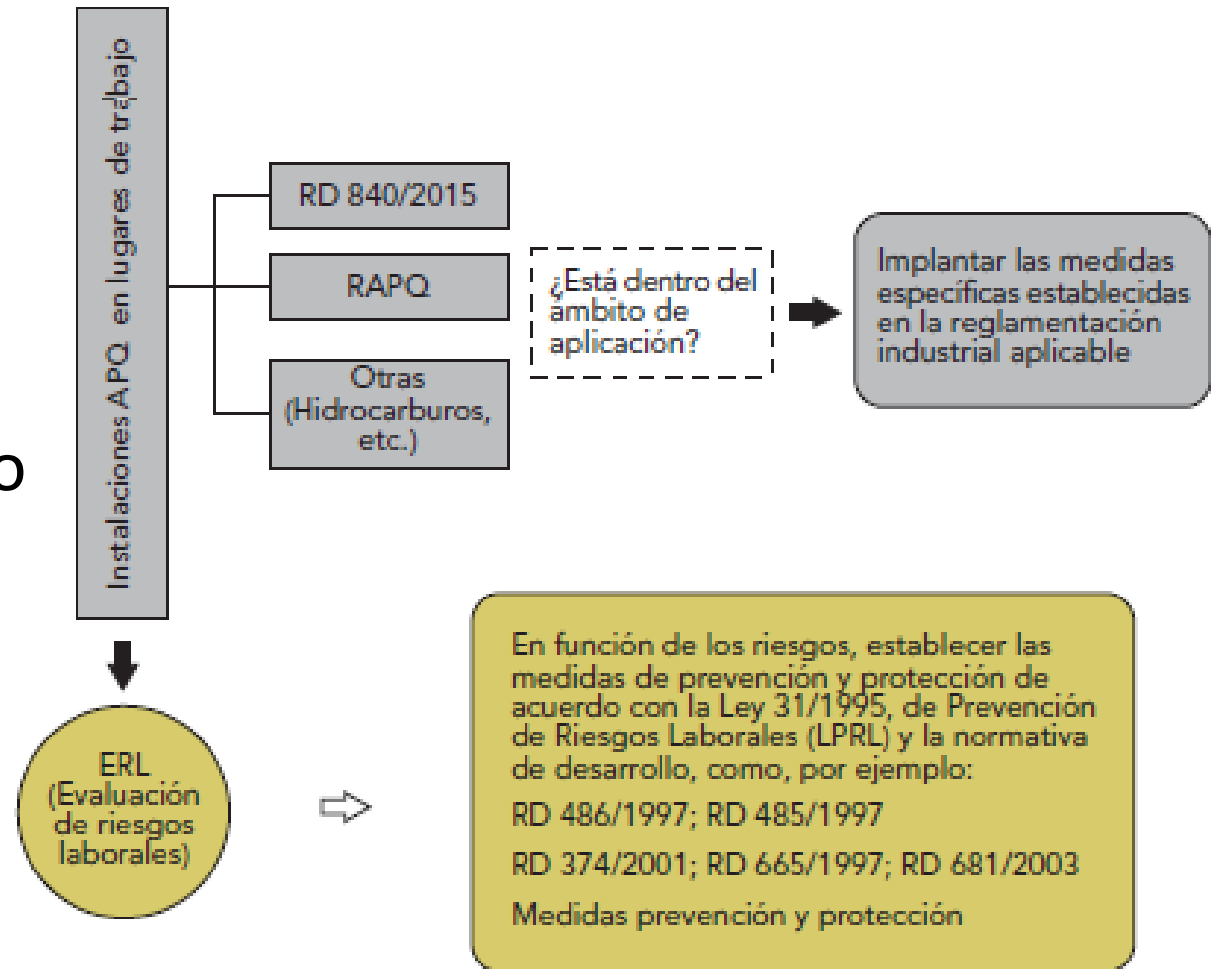 Instalaciones APQ en lugares de trabajo
RD 840/2015
RAPQ
Otras
(Hidrocarburos,
etc.)
¿Está dentro del
ámbito de
aplicación?
Implantar las medidas
específicas establecidas
en la reglamentación
industrial aplicable
o
ERL
(Evaluación
de riesgos
laborales)
En función de los riesgos, establecer las
medidas de prevención y protección de
acuerdo con la Ley 31/1995, de Prevención
de Riesgos Laborales (LPRL) y la normativa
de desarrollo, como, por ejemplo:
RD 486/1997; RD 485/1997
RD 374/2001; RD 665/1997; RD 681/2003
Medidas prevención y protección